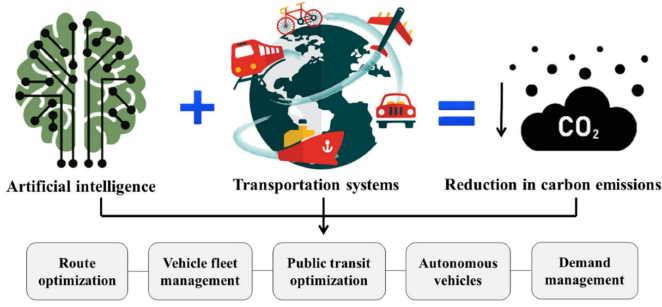 CO₂
Artificial intelligence
Transportation systems
Reduction in carbon emissions
Route
optimization
Vehicle fleet
management
Public transit
optimization
Autonomous
vehicles
Demand
management